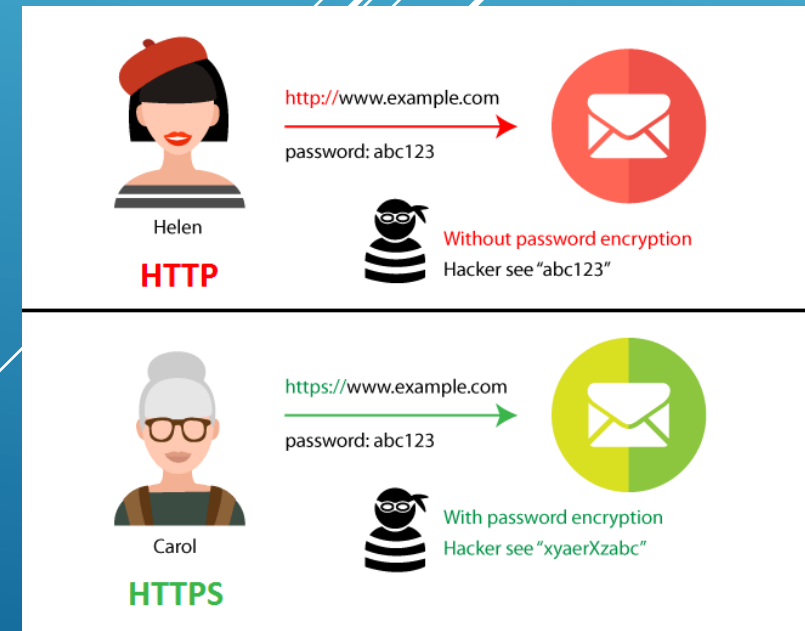 http://www.example.com
password: abc123
Helen
HTTP
Without password encryption
Hacker see “abc123”
https://www.example.com
password: abc123
Carol
HTTPS
With password encryption
Hacker see “xyaerXzabc”